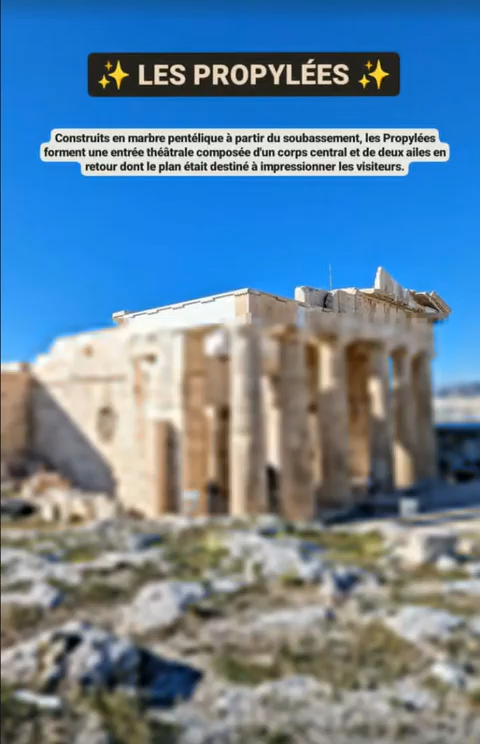 ✨ LES PROPYLÉES ✨
Construits en marbre pentélique à partir du soubassement, les Propylées
forment une entrée théâtrale composée d'un corps central et de deux ailes en
retour dont le plan était destiné à impressionner les visiteurs.